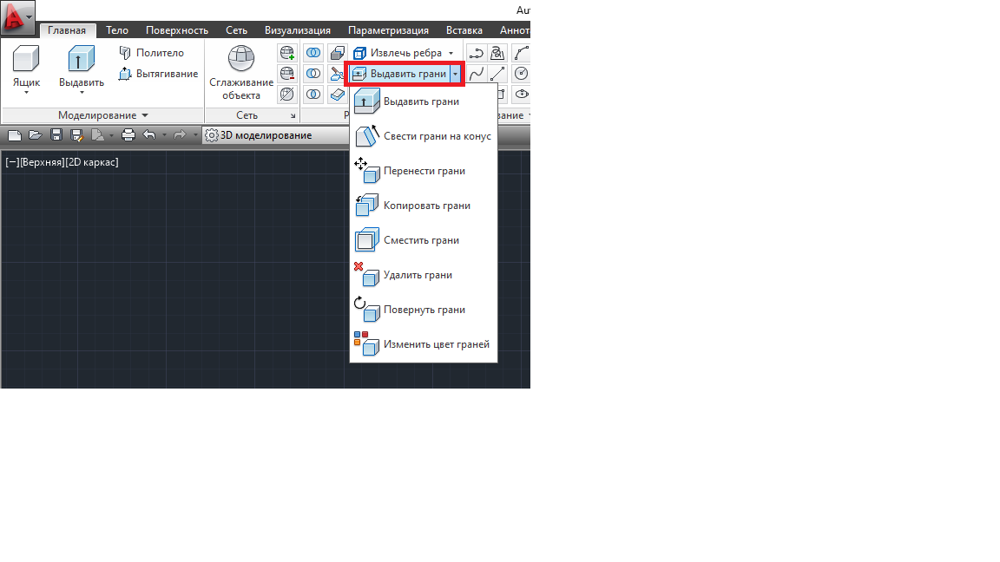 Aut
Главная Тело Поверхность Сеть Визуализация Параметризация Вставка Аннот
Политело
Вытягивание
Ящик
Выдавить
Сглаживание
объекта
Извлечь ребра
Выдавить грани
Моделирование
Сеть
Р
вание
3D моделирование
[−][Верхняя][2D каркас]
Выдавить грани
Свести грани на конус
Перенести грани
Копировать грани
Сместить грани
Удалить грани
Повернуть грани
Изменить цвет граней